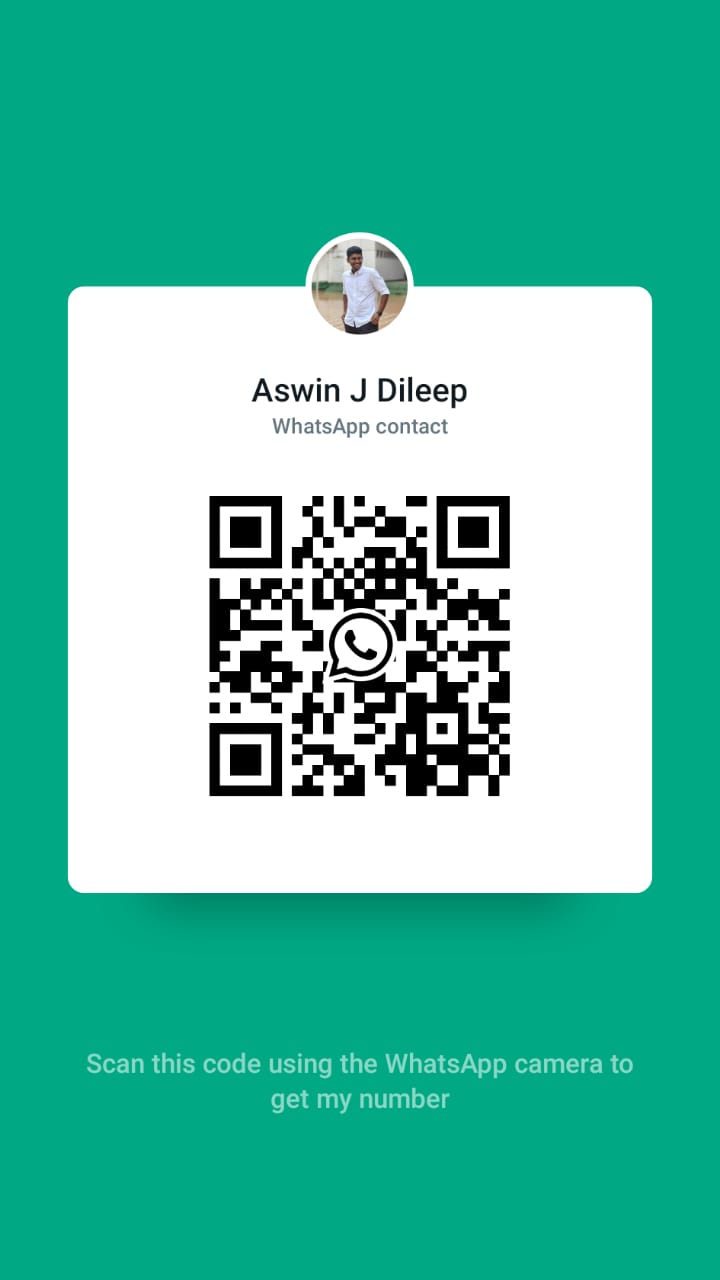 Aswin J Dileep
WhatsApp contact
Scan this code using the WhatsApp camera to
get my number